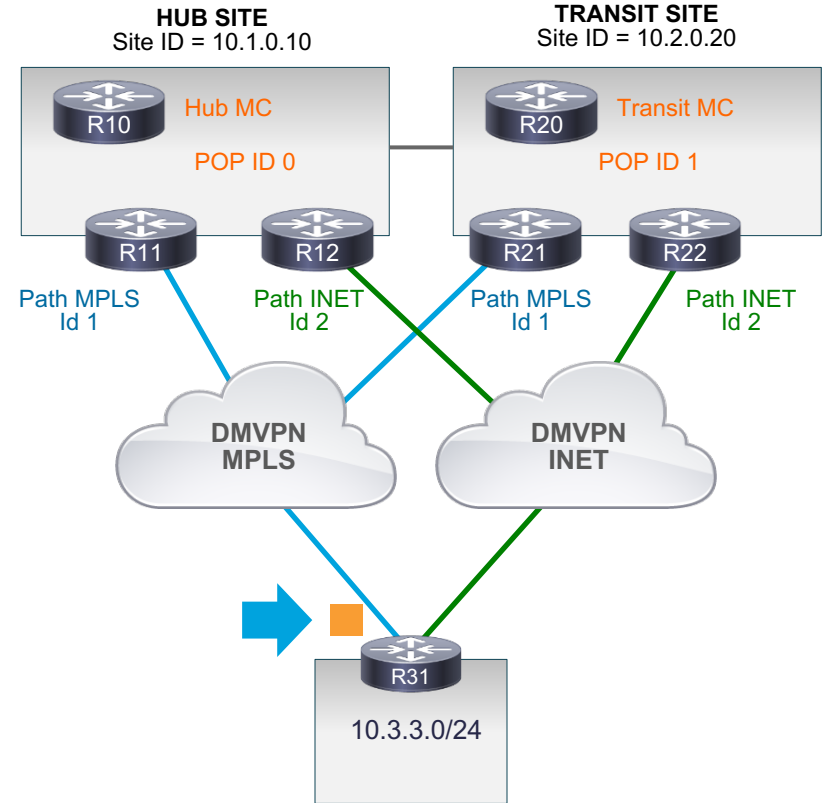 HUB SITE
Site ID = 10.1.0.10
TRANSIT SITE
Site ID = 10.2.0.20
R10
Hub MC
POP ID 0
R20
Transit MC
POP ID 1
R11
R12
R21
R22
Path MPLS
Id 1
Path INET
Id 2
Path MPLS
Id 1
Path INET
Id 2
DMVPN
MPLS
DMVPN
INET
R31
10.3.3.0/24